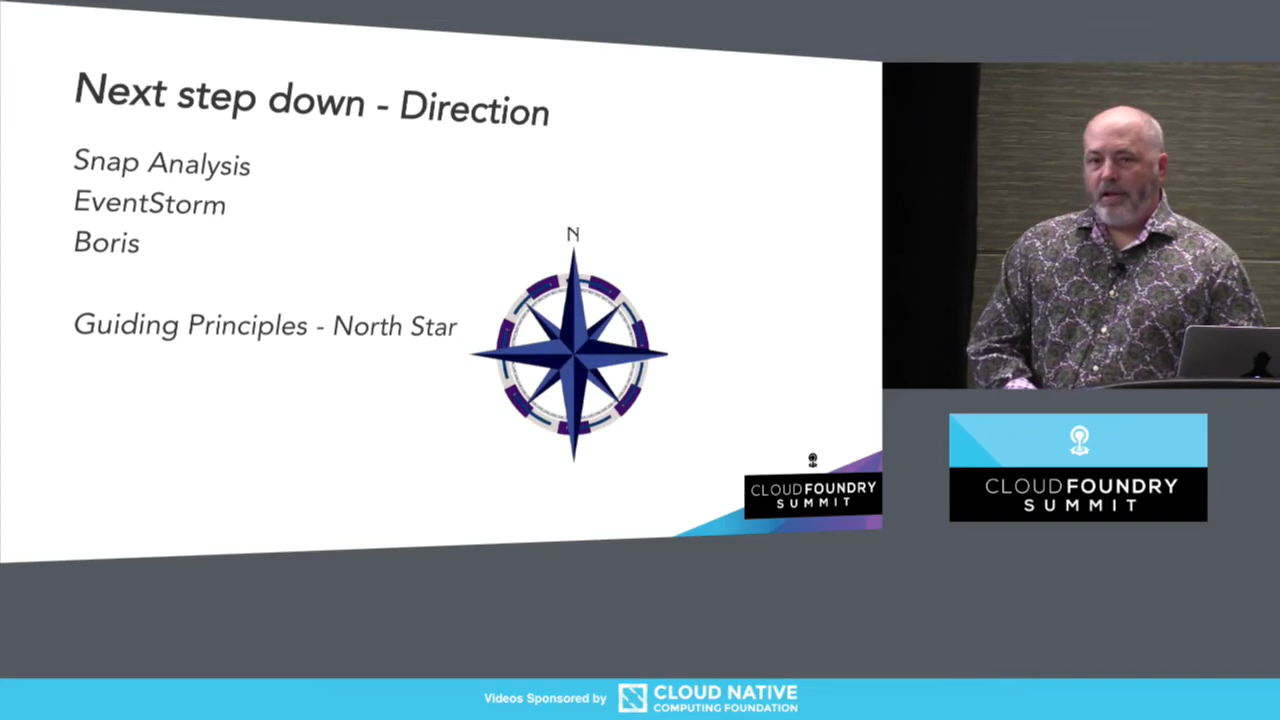 Next step down - Direction
Snap Analysis
EventStorm
Boris
Guiding Principles - North Star
N
CLOUDFOUNDRY
SUMMIT
CLOUDFOUNDRY
SUMMIT
Videos Sponsored by
CLOUD NATIVE
COMPUTING FOUNDATION